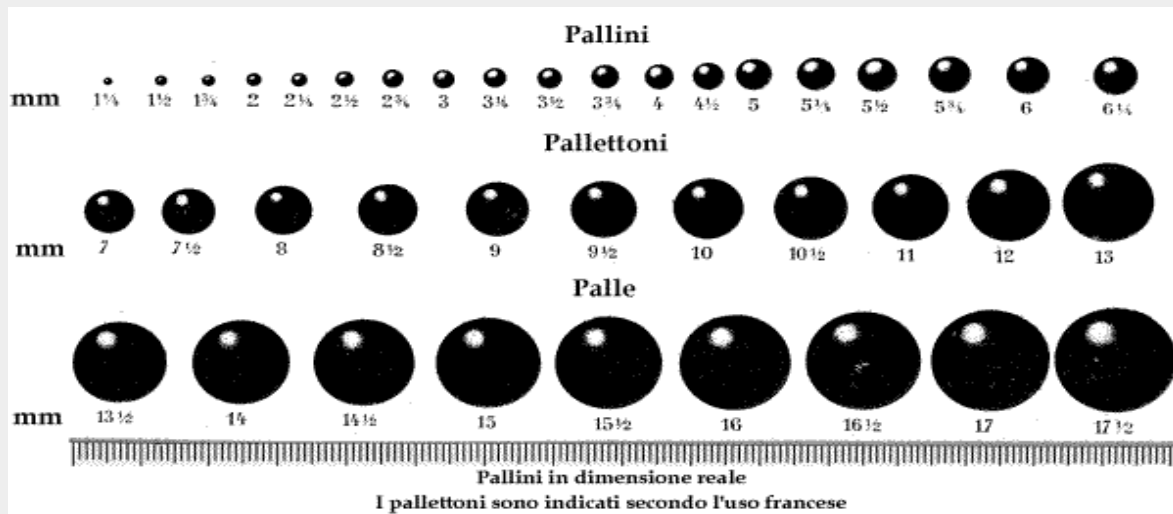 Pallini
mm 1¼ 1½ 1¾ 2 2¼ 2½ 2¾ 3 3¼ 3½ 3¾ 4 4½ 5 5¼ 5½ 5¾ 6 6¼
Pallettoni
mm 7 7½ 8 8½ 9 9½ 10 10½ 11 12 13
Palle
mm 13½ 14 14½ 15 15½ 16 16½ 17 17½
Pallini in dimensione reale
I pallettoni sono indicati secondo l'uso francese